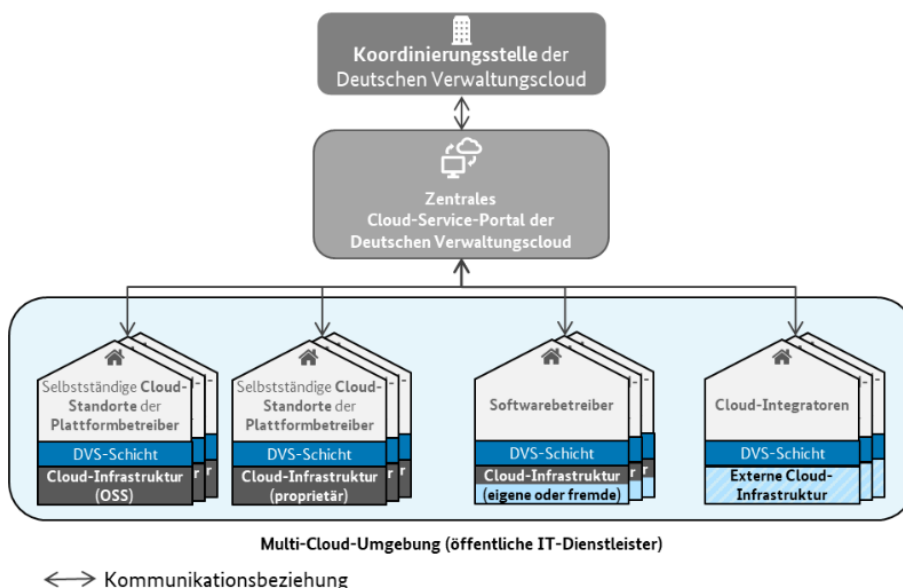 Koordinierungsstelle der
Deutschen Verwaltungscloud
Zentrales
Cloud-Service-Portal der
Deutschen Verwaltungscloud
Selbstständige Cloud-
Standorte der
Plattformbetreiber
DVS-Schicht
Cloud-Infrastruktur
(OSS)
Selbstständige Cloud-
Standorte der
Plattformbetreiber
DVS-Schicht
Cloud-Infrastruktur
(proprietär)
Softwarebetreiber
DVS-Schicht
Cloud-Infrastruktur
(eigene oder fremde)
Cloud-Integratoren
DVS-Schicht
Externe Cloud-
Infrastruktur
Multi-Cloud-Umgebung (öffentliche IT-Dienstleister)
Kommunikationsbeziehung